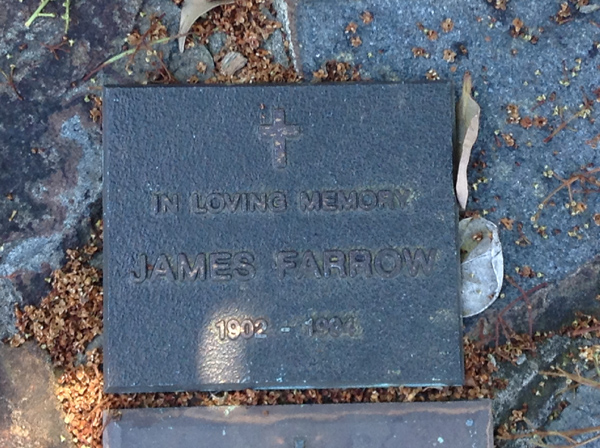 IN LOVING MEMORY
JAMES FARROW
1902 -